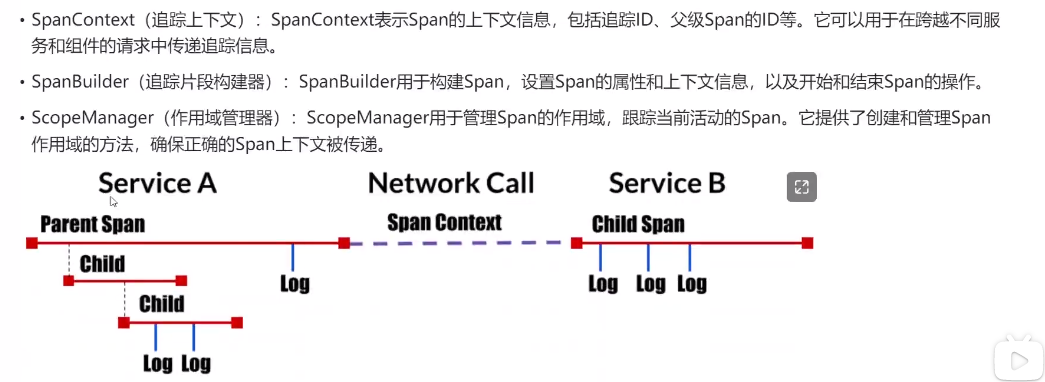 • SpanContext（追踪上下文）：SpanContext表示Span的上下文信息，包括追踪ID、父级Span的ID等。它可以用于在跨越不同服
务和组件的请求中传递追踪信息。
• SpanBuilder（追踪片段构建器）：SpanBuilder用于构建Span，设置Span的属性和上下文信息，以及开始和结束Span的操作。
• ScopeManager（作用域管理器）：ScopeManager用于管理Span的作用域，跟踪当前活动的Span。它提供了创建和管理Span
作用域的方法，确保正确的Span上下文被传递。
Service A Network Call Service B
Parent Span Span Context Child Span
Child
Log Log Log Log
Child
Log Log